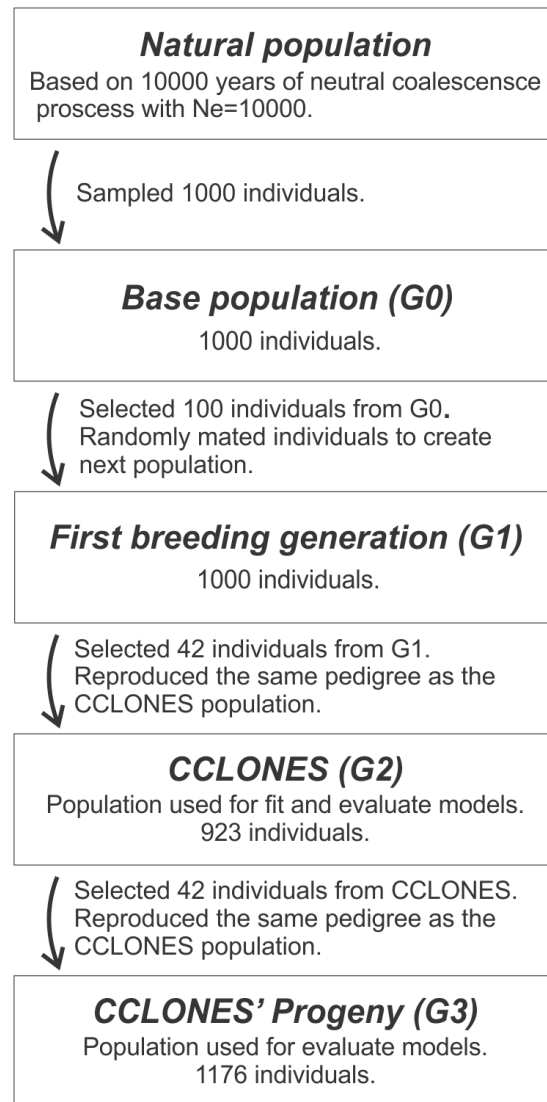 Natural population
Based on 10000 years of neutral coalescensce
proscess with Ne=10000.
Sampled 1000 individuals.
Base population (G0)
1000 individuals.
Selected 100 individuals from G0.
Randomly mated individuals to create
next population.
First breeding generation (G1)
1000 individuals.
Selected 42 individuals from G1.
Reproduced the same pedigree as the
CCLONES population.
CCLONES (G2)
Population used for fit and evaluate models.
923 individuals.
Selected 42 individuals from CCLONES.
Reproduced the same pedigree as the
CCLONES population.
CCLONES' Progeny (G3)
Population used for evaluate models.
1176 individuals.